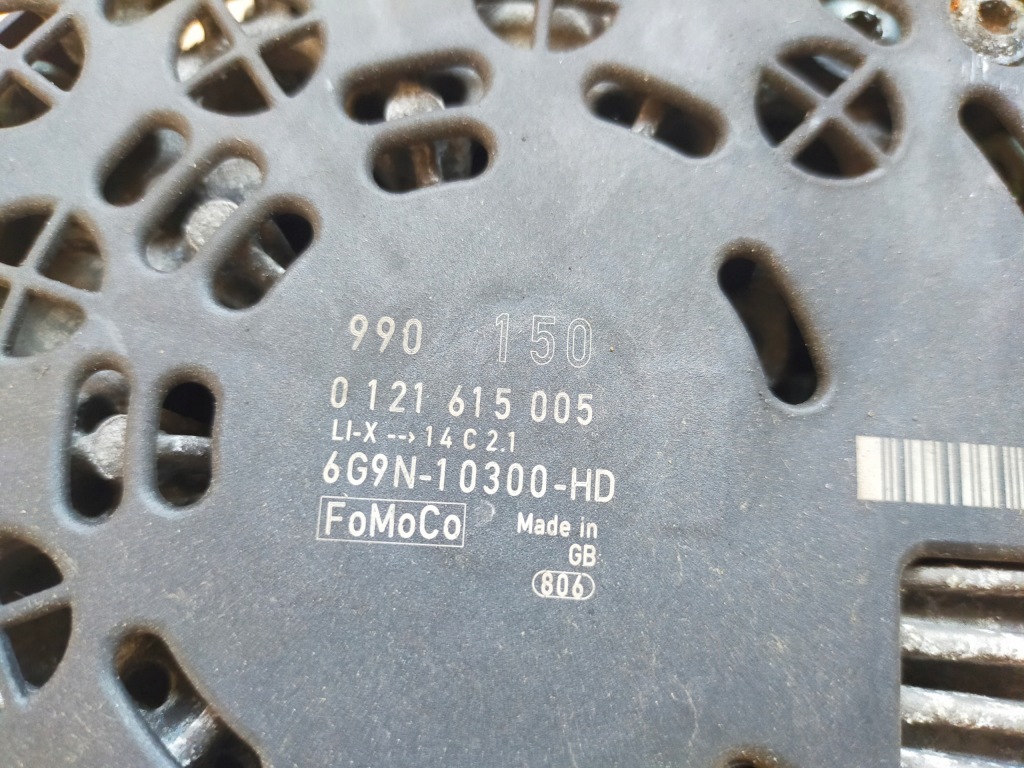 990 150
0 121 615 005
LI-X --→ 14 C 2.1
6G9N-10300-HD
FoMoCo Made in
GB
806